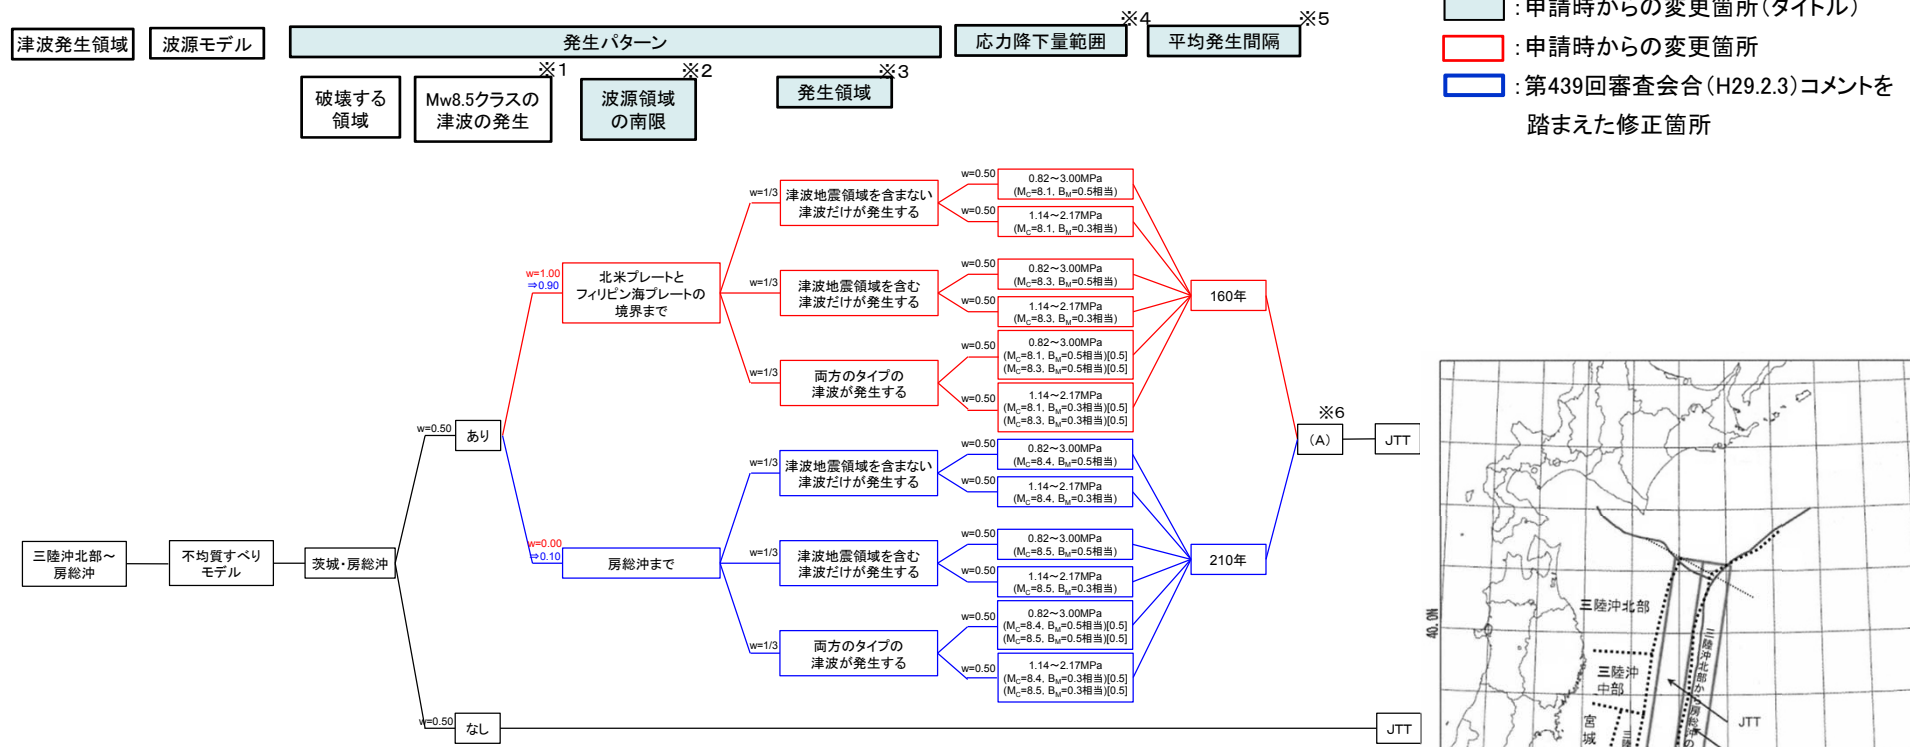 :申請時からの変更箇所(タイトル)
:申請時からの変更箇所
:第439回審査会合(H29.2.3)コメントを
踏まえた修正箇所
津波発生領域
波源モデル
発生パターン
応力降下量範囲
※4
平均発生間隔
※5
破壊する
領域
Mw8.5クラスの
津波の発生
※1
波源領域
の南限
※2
発生領域
※3
三陸沖北部~
房総沖
不均質すべり
モデル
茨城・房総沖
w=0.50
あり
w=1.00
⇒0.90
北米プレートと
フィリピン海プレートの
境界まで
w=1/3
津波地震領域を含まない
津波だけが発生する
w=0.50
0.82~3.00MPa
(MC=8.1, BM=0.5相当)
w=0.50
1.14~2.17MPa
(MC=8.1, BM=0.3相当)
w=1/3
津波地震領域を含む
津波だけが発生する
w=0.50
0.82~3.00MPa
(MC=8.3, BM=0.5相当)
w=0.50
1.14~2.17MPa
(MC=8.3, BM=0.3相当)
w=1/3
両方のタイプの
津波が発生する
w=0.50
0.82~3.00MPa
(MC=8.1, BM=0.5相当)[0.5]
(MC=8.3, BM=0.5相当)[0.5]
w=0.50
1.14~2.17MPa
(MC=8.1, BM=0.3相当)[0.5]
(MC=8.3, BM=0.3相当)[0.5]
160年
w=0.00
⇒0.10
房総沖まで
w=1/3
津波地震領域を含まない
津波だけが発生する
w=0.50
0.82~3.00MPa
(MC=8.4, BM=0.5相当)
w=0.50
1.14~2.17MPa
(MC=8.4, BM=0.3相当)
w=1/3
津波地震領域を含む
津波だけが発生する
w=0.50
0.82~3.00MPa
(MC=8.5, BM=0.5相当)
w=0.50
1.14~2.17MPa
(MC=8.5, BM=0.3相当)
w=1/3
両方のタイプの
津波が発生する
w=0.50
0.82~3.00MPa
(MC=8.4, BM=0.5相当)[0.5]
(MC=8.5, BM=0.5相当)[0.5]
w=0.50
1.14~2.17MPa
(MC=8.4, BM=0.3相当)[0.5]
(MC=8.5, BM=0.3相当)[0.5]
210年
※6
(A)
JTT
w=0.50
なし
JTT
40.0N
三陸沖北部
三陸沖
中部
宮
城
三陸沖北部から房総沖の
JTT